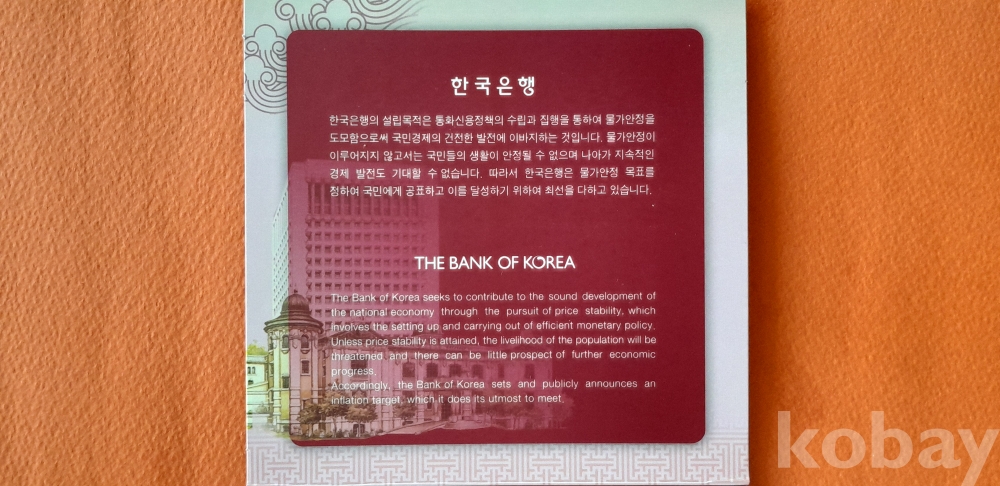 한국은행
한국은행의 설립목적은 통화신용정책의 수립과 집행을 통하여 물가안정을
도모함으로써 국민경제의 건전한 발전에 이바지하는 것입니다. 물가안정이
이루어지지 않고서는 국민들의 생활이 안정될 수 없으며 나아가 지속적인
경제 발전도 기대할 수 없습니다. 따라서 한국은행은 물가안정 목표를
정하여 국민에게 공표하고 이를 달성하기 위하여 최선을 다하고 있습니다.
THE BANK OF KOREA
The Bank of Korea seeks to contribute to the sound development of
the national economy through the pursuit of price stability, which
involves the setting up and carrying out of efficient monetary policy.
Unless price stability is attained, the livelihood of the population will be
threatened and there can be little prospect of further economic
progress.
Accordingly, the Bank of Korea sets and publicly announces an
inflation target, which it does its utmost to meet.
kobay